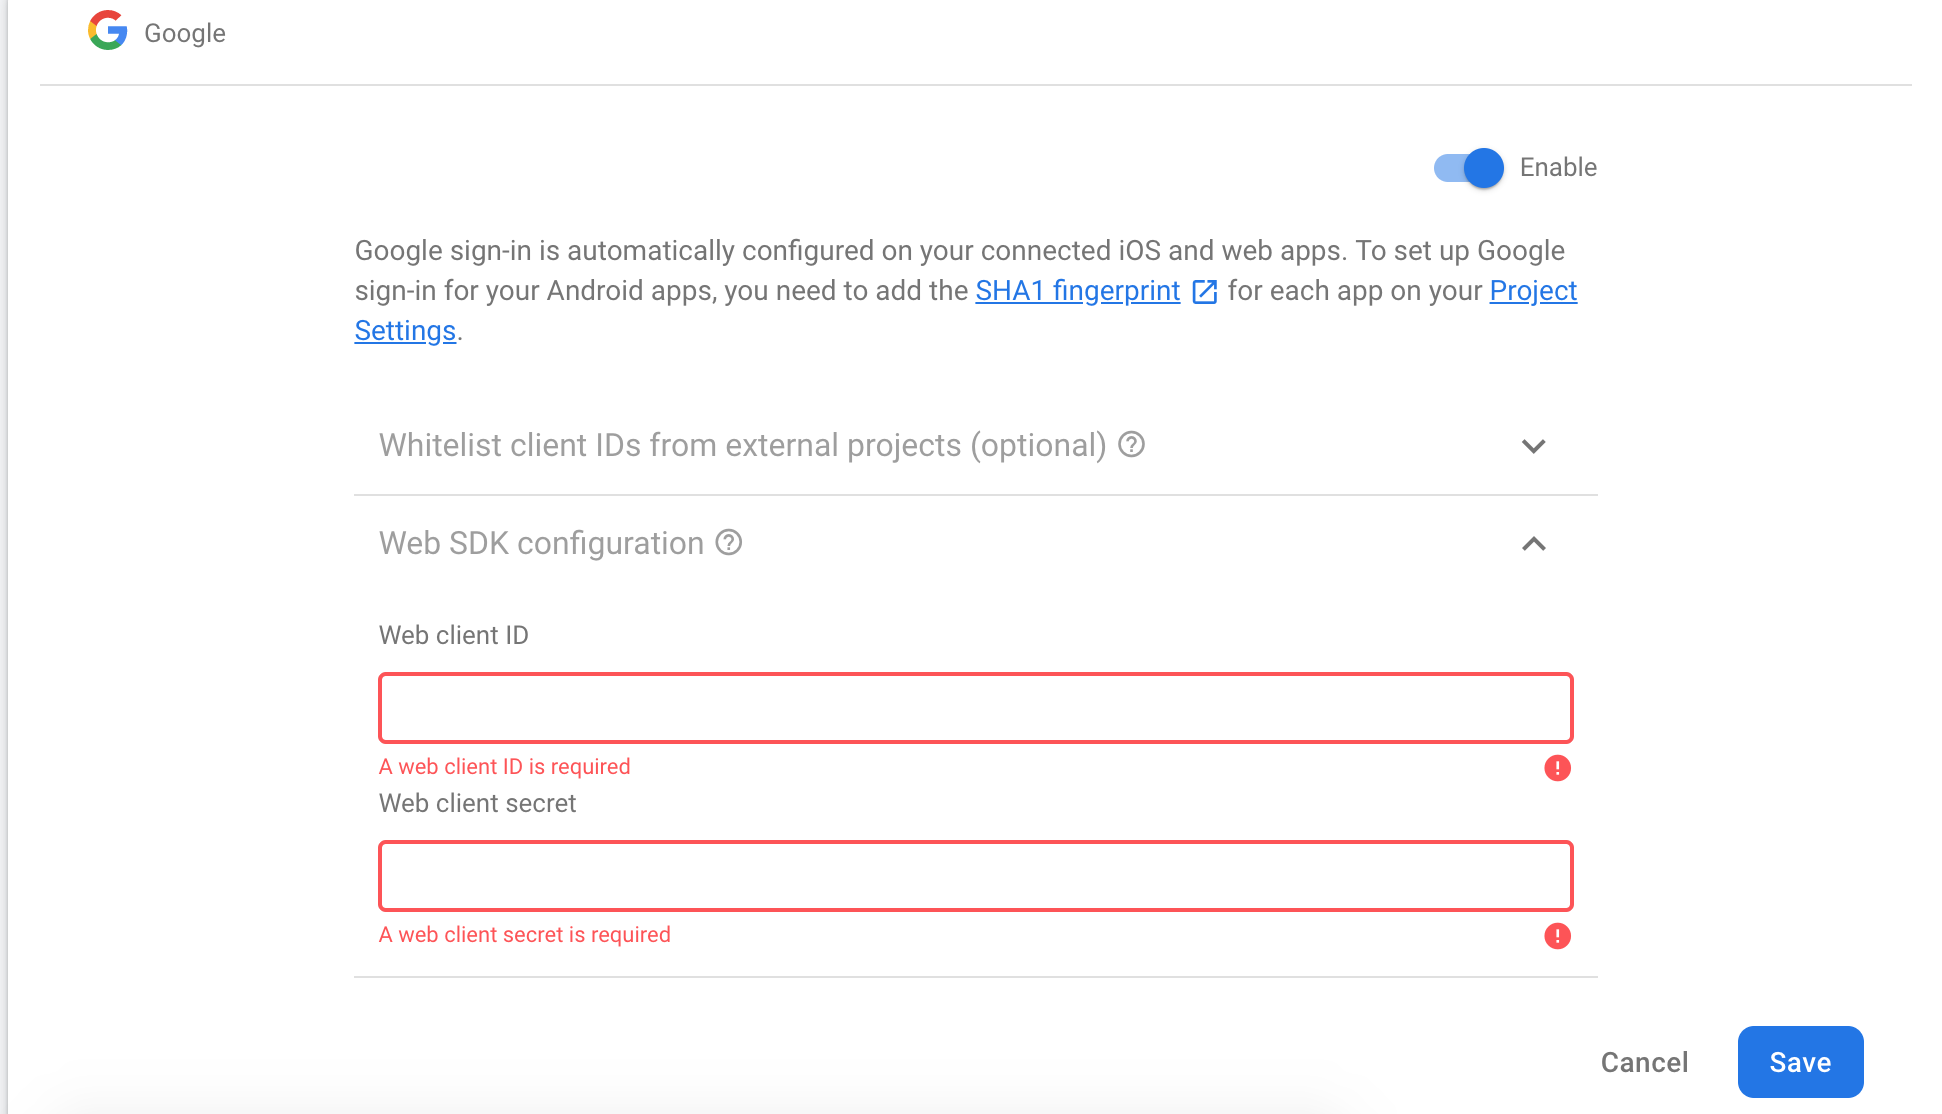 Google
Enable
Google sign-in is automatically configured on your connected iOS and web apps. To set up Google
sign-in for your Android apps, you need to add the SHA1 fingerprint for each app on your Project
Settings.
Whitelist client IDs from external projects (optional)
Web SDK configuration
Web client ID
A web client ID is required
Web client secret
A web client secret is required
Cancel
Save